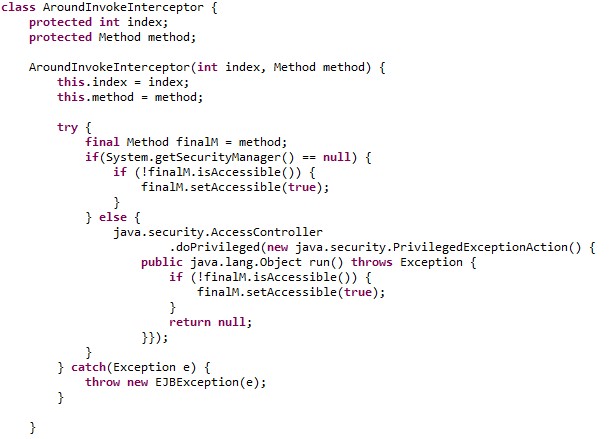 class AroundInvokeInterceptor {
    protected int index;
    protected Method method;

    AroundInvokeInterceptor(int index, Method method) {
        this.index = index;
        this.method = method;

        try {
            final Method finalM = method;
            if(System.getSecurityManager() == null) {
                if (!finalM.isAccessible()) {
                    finalM.setAccessible(true);
                }
            } else {
                java.security.AccessController
                        .doPrivileged(new java.security.PrivilegedExceptionAction() {
                    public java.lang.Object run() throws Exception {
                        if (!finalM.isAccessible()) {
                            finalM.setAccessible(true);
                        }
                        return null;
                    }});
            }
        } catch(Exception e) {
            throw new EJBException(e);
        }

    }